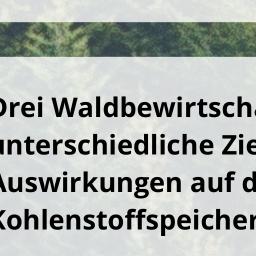 Drei Waldbewirtscha
unterschiedliche Zie
Auswirkungen auf d
Kohlenstoffspeicher